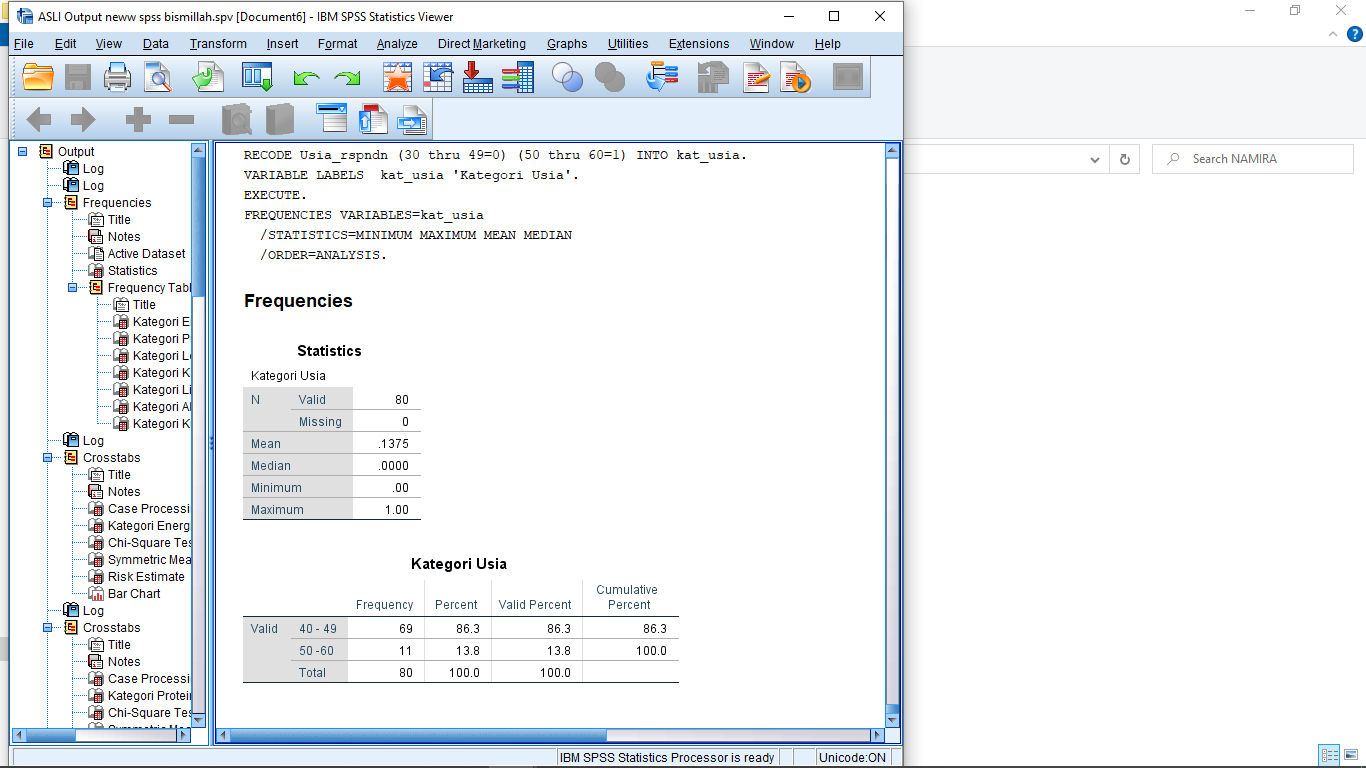 ASLI Output neww spss bismillah.spv [Document6] - IBM SPSS Statistics Viewer
File Edit View Data Transform Insert Format Analyze Direct Marketing Graphs Utilities Extensions Window Help
Output
Log
Log
Frequencies
Title
Notes
Active Dataset
Statistics
Frequency Tabl
Title
Kategori E
Kategori P
Kategori L
Kategori K
Kategori Li
Kategori A
Kategori K
Log
Crosstabs
Title
Notes
Case Processi
Kategori Energ
Chi-Square Tes
Symmetric Mea
Risk Estimate
Bar Chart
Log
Crosstabs
Title
Notes
Case Processi
Kategori Protei
Chi-Square Tes
RECODE Usia_rspndn (30 thru 49=0) (50 thru 60=1) INTO kat_usia.
VARIABLE LABELS  kat_usia 'Kategori Usia'.
EXECUTE.
FREQUENCIES VARIABLES=kat_usia
/STATISTICS=MINIMUM MAXIMUM MEAN MEDIAN
/ORDER=ANALYSIS.
Frequencies
Statistics
Kategori Usia
N Valid 80
Missing 0
Mean .1375
Median .0000
Minimum .00
Maximum 1.00
Kategori Usia
Frequency Percent Valid Percent Cumulative Percent
Valid 40 - 49 69 86.3 86.3 86.3
50 -60 11 13.8 13.8 100.0
Total 80 100.0 100.0
IBM SPSS Statistics Processor is ready Unicode:ON
Search NAMIRA